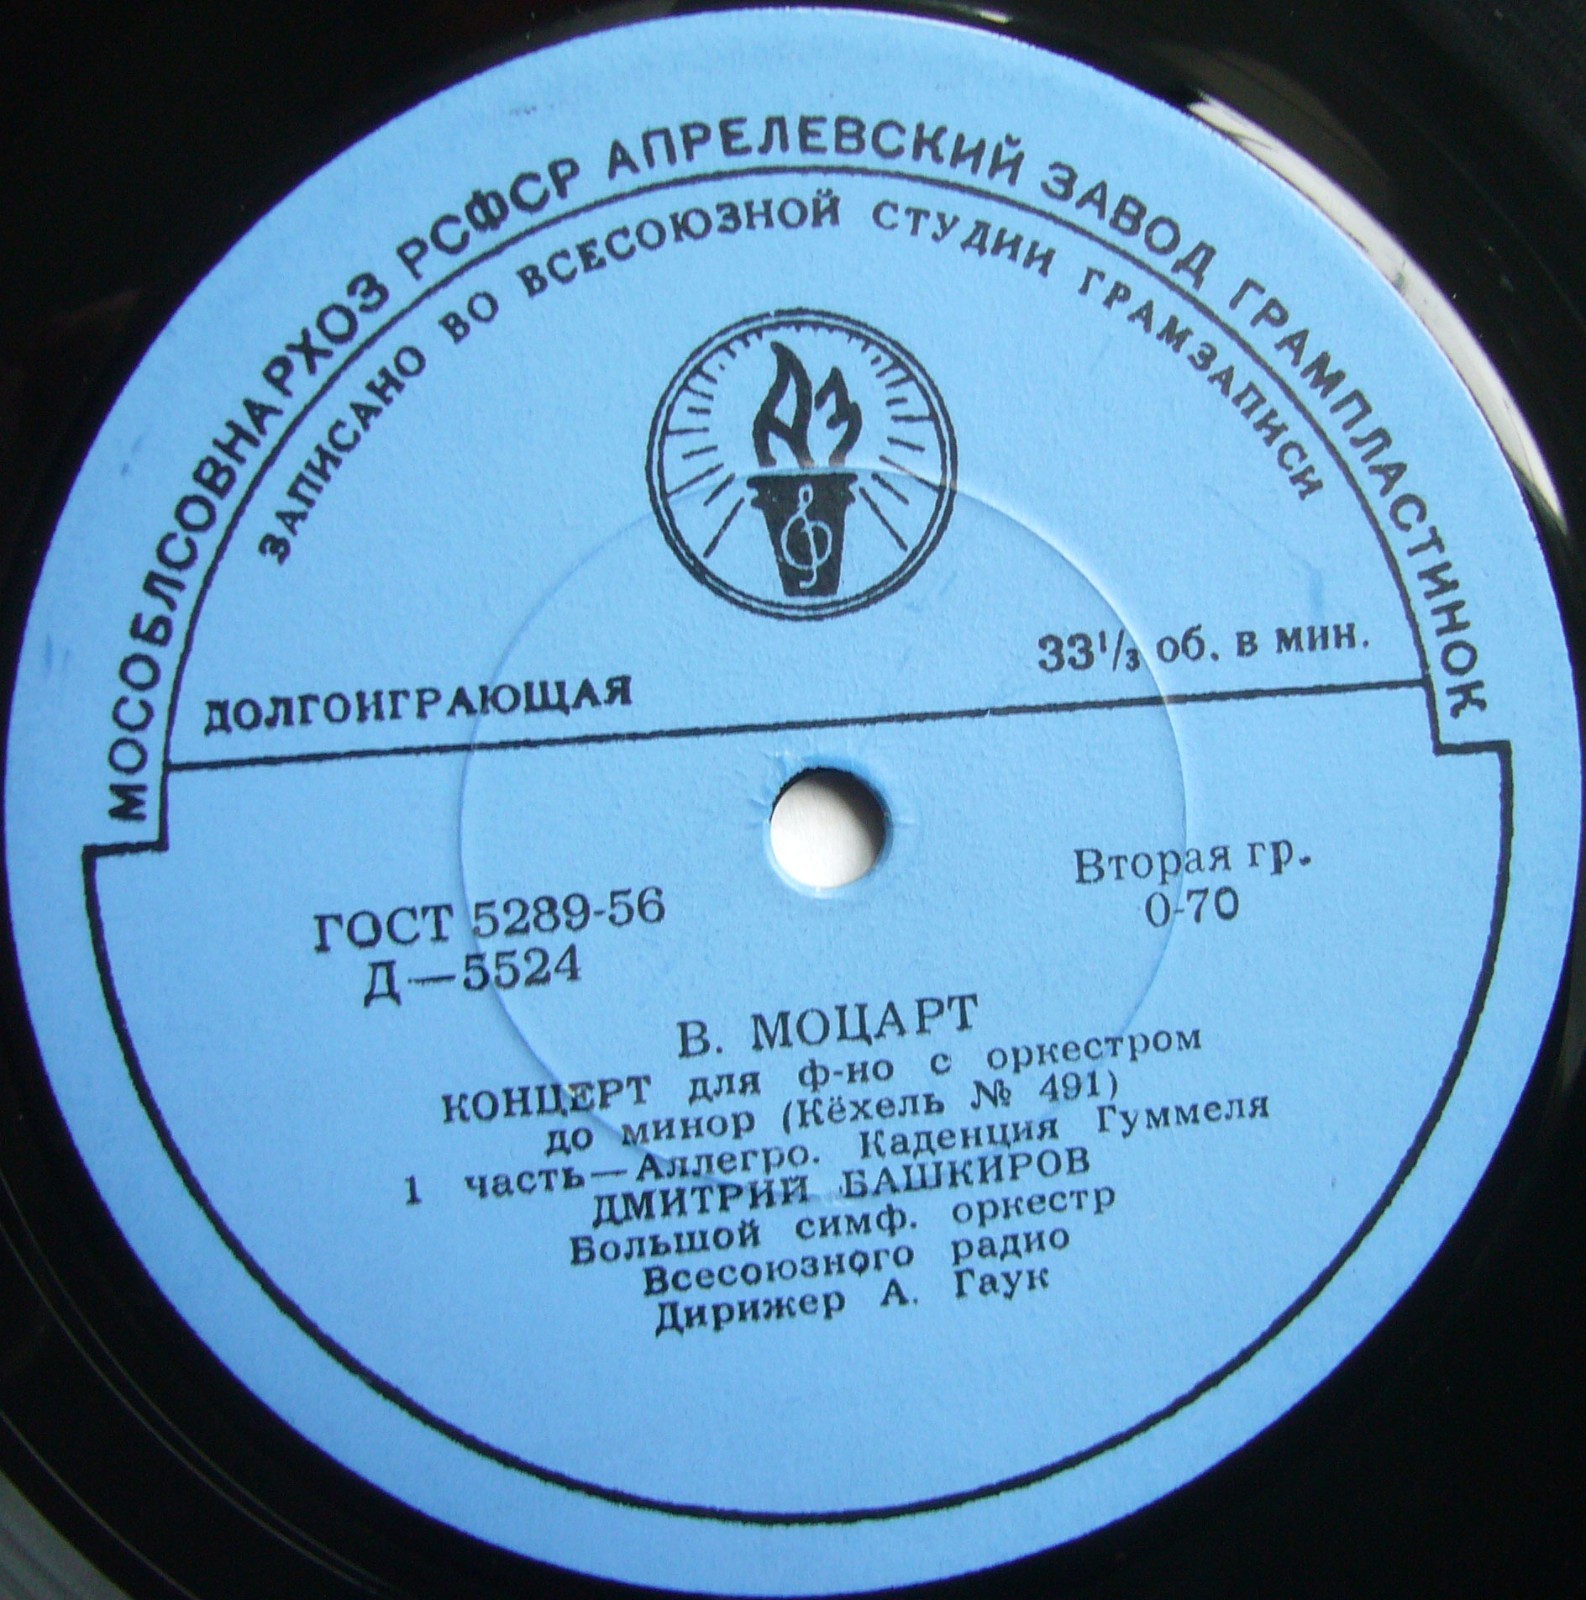 МОСОБЛСОВНАРХОЗ РСФСР АПРЕЛЕВСКИЙ ЗАВОД ГРАМПЛАСТИНОК
ЗАПИСАНО ВО ВСЕСОЮЗНОЙ СТУДИИ ГРАМЗАПИСИ
АЗ
ДОЛГОИГРАЮЩАЯ
33⅓ об. в мин.
ГОСТ 5289-56
Д—5524
Вторая гр.
0-70
В. МОЦАРТ
КОНЦЕРТ для ф-но с оркестром
до минор (Кёхель № 491)
1 часть—Аллегро. Каденция Гуммеля
ДМИТРИЙ БАШКИРОВ
Большой симф. оркестр
Всесоюзного радио
Дирижер А. Гаук